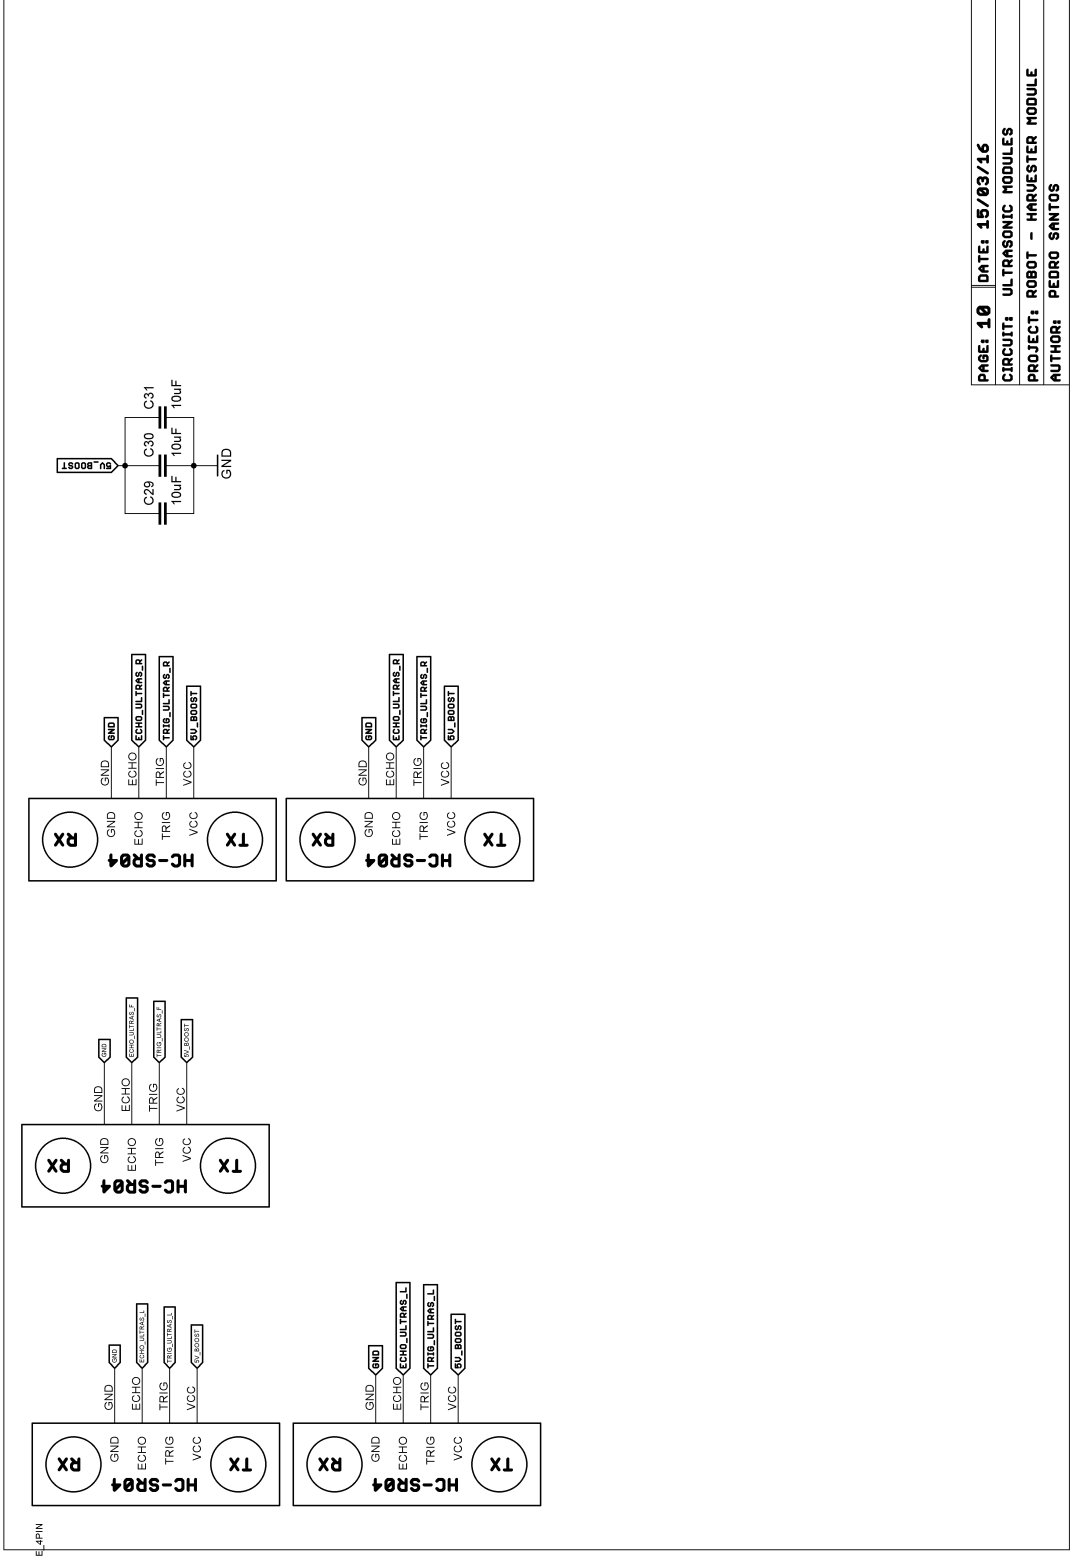 5V_BOOST
C29
10uF
C30
10uF
C31
10uF
GND
HC-SR04
RX
TX
GND
ECHO
TRIG
VCC
GND
ECHO
TRIG
VCC
GND
ECHO_ULTRAS_L
TRIG_ULTRAS_L
5V_BOOST
HC-SR04
RX
TX
GND
ECHO
TRIG
VCC
GND
ECHO
TRIG
VCC
GND
ECHO_ULTRAS_F
TRIG_ULTRAS_F
5V_BOOST
HC-SR04
RX
TX
GND
ECHO
TRIG
VCC
GND
ECHO
TRIG
VCC
GND
ECHO_ULTRAS_R
TRIG_ULTRAS_R
5V_BOOST
HC-SR04
RX
TX
GND
ECHO
TRIG
VCC
GND
ECHO
TRIG
VCC
GND
ECHO_ULTRAS_L
TRIG_ULTRAS_L
5V_BOOST
HC-SR04
RX
TX
GND
ECHO
TRIG
VCC
GND
ECHO
TRIG
VCC
GND
ECHO_ULTRAS_R
TRIG_ULTRAS_R
5V_BOOST
E_4PIN
PAGE: 10 DATE: 15/03/16
CIRCUIT: ULTRASONIC MODULES
PROJECT: ROBOT - HARVESTER MODULE
AUTHOR: PEDRO SANTOS